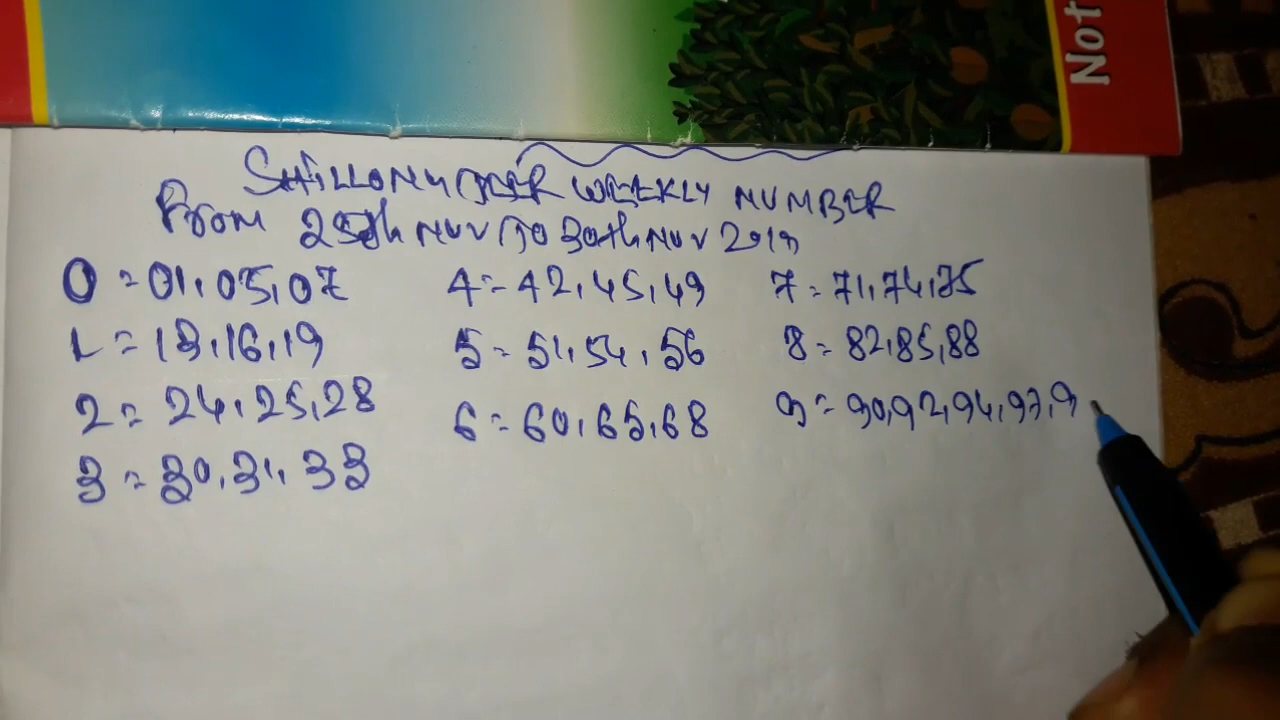 Not
SHILLONG TEER WEEKLY NUMBER
From 25th NOV TO 30th NOV 2019
0 = 01, 05, 07
1 = 13, 16, 19
2 = 24, 25, 28
3 = 30, 31, 33
4 = 42, 45, 49
5 = 51, 54, 56
6 = 60, 65, 68
7 = 71, 74, 75
8 = 82, 85, 88
9 = 90, 92, 94, 97, 9